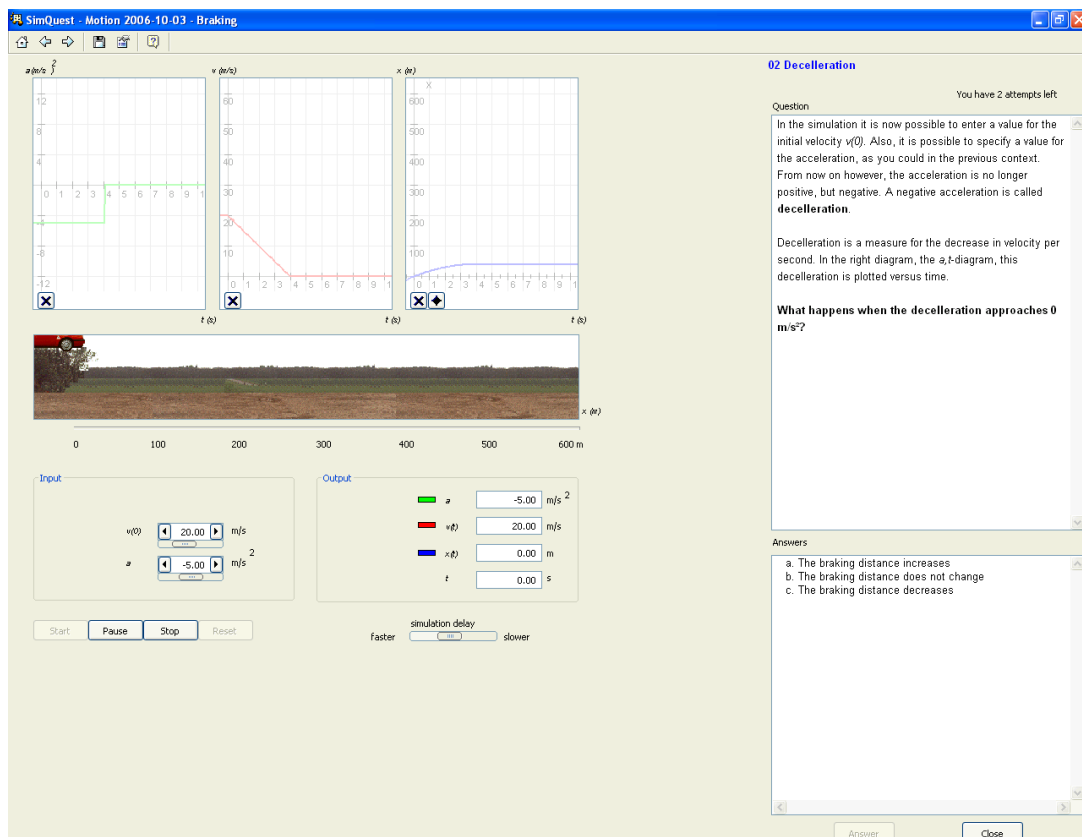 SimQuest - Motion 2006-10-03 - Braking
a (m/s )2
12
8
4
0 1 2 3 4 5 6 7 8 9 1
-4
-8
-12
t (s)
v (m/s)
60
50
40
30
20
10
0 1 2 3 4 5 6 7 8 9 1
t (s)
x (m)
X
600
500
400
300
200
100
0 1 2 3 4 5 6 7 8 9 1
t (s)
x (m)
0 100 200 300 400 500 600 m
Input
v(0) 20.00 m/s
a -5.00 m/s 2
Output
a -5.00 m/s 2
v(t) 20.00 m/s
x(t) 0.00 m
t 0.00 s
Start Pause Stop Reset
simulation delay
faster slower
02 Decelleration
You have 2 attempts left
Question
In the simulation it is now possible to enter a value for the
initial velocity v(0). Also, it is possible to specify a value for
the acceleration, as you could in the previous context.
From now on however, the acceleration is no longer
positive, but negative. A negative acceleration is called
decelleration.
Decelleration is a measure for the decrease in velocity per
second. In the right diagram, the a,t-diagram, this
decelleration is plotted versus time.
What happens when the decelleration approaches 0
m/s²?
Answers
a. The braking distance increases
b. The braking distance does not change
c. The braking distance decreases
Answer Close